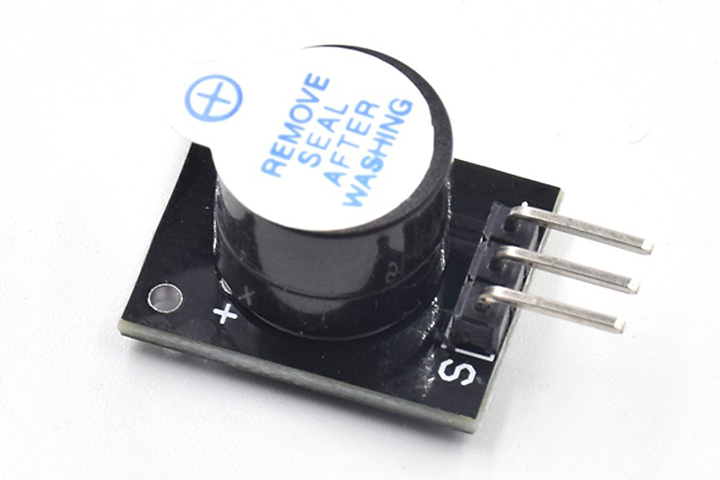 +
REMOVE
SEAL
AFTER
WASHING
+
S